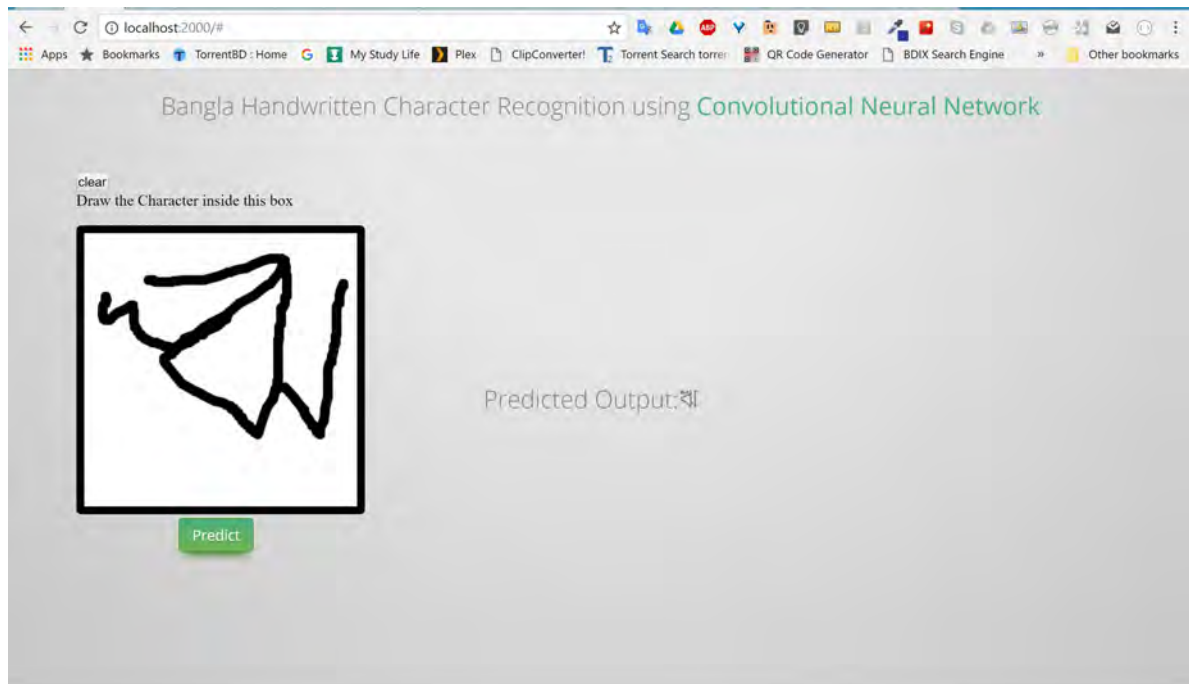 localhost:2000/#
Apps Bookmarks TorrentBD : Home My Study Life Plex ClipConverter! Torrent Search torrer QR Code Generator BDIX Search Engine » Other bookmarks
Bangla Handwritten Character Recognition using Convolutional Neural Network
clear
Draw the Character inside this box
ঋ
Predicted Output:ঋ
Predict